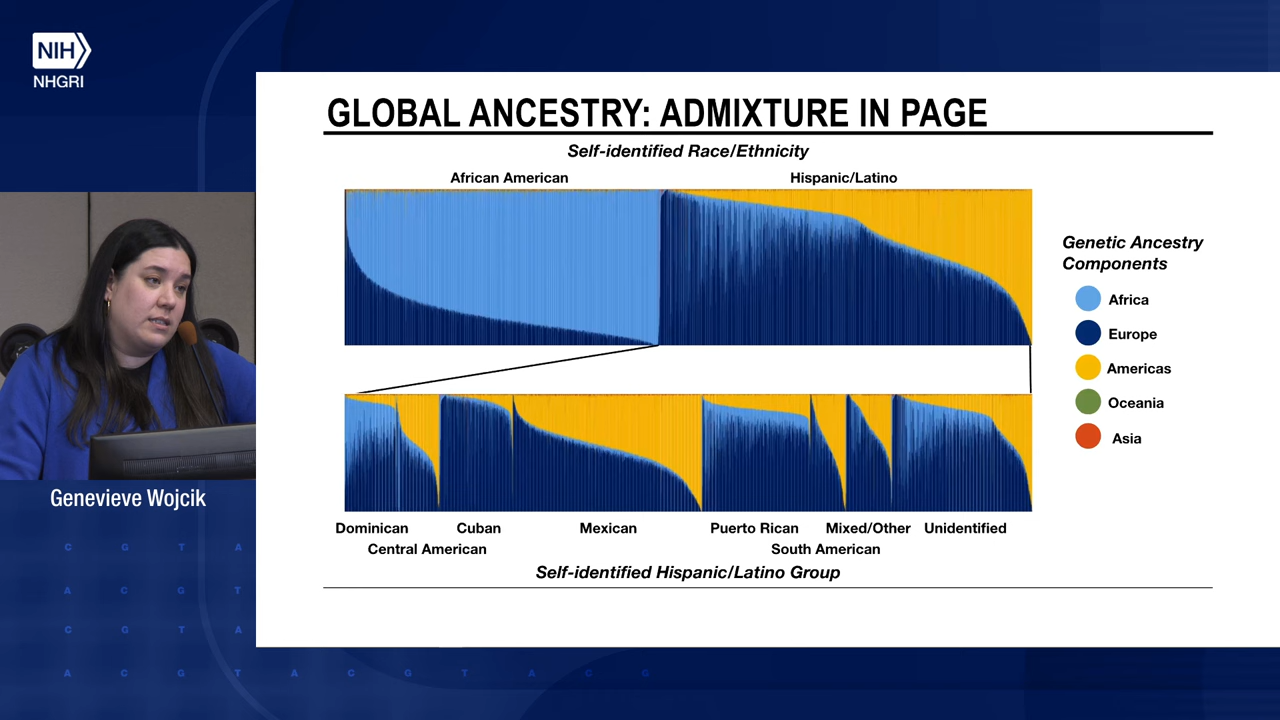 NIH
NHGRI
GLOBAL ANCESTRY: ADMIXTURE IN PAGE
Self-identified Race/Ethnicity
African American
Hispanic/Latino
Genetic Ancestry
Components
Africa
Europe
Americas
Oceania
Asia
Dominican
Cuban
Mexican
Puerto Rican
Mixed/Other
Unidentified
Central American
South American
Self-identified Hispanic/Latino Group
Genevieve Wojcik
C G T A
A C G T
C G T A
A C G T A C G T A C G